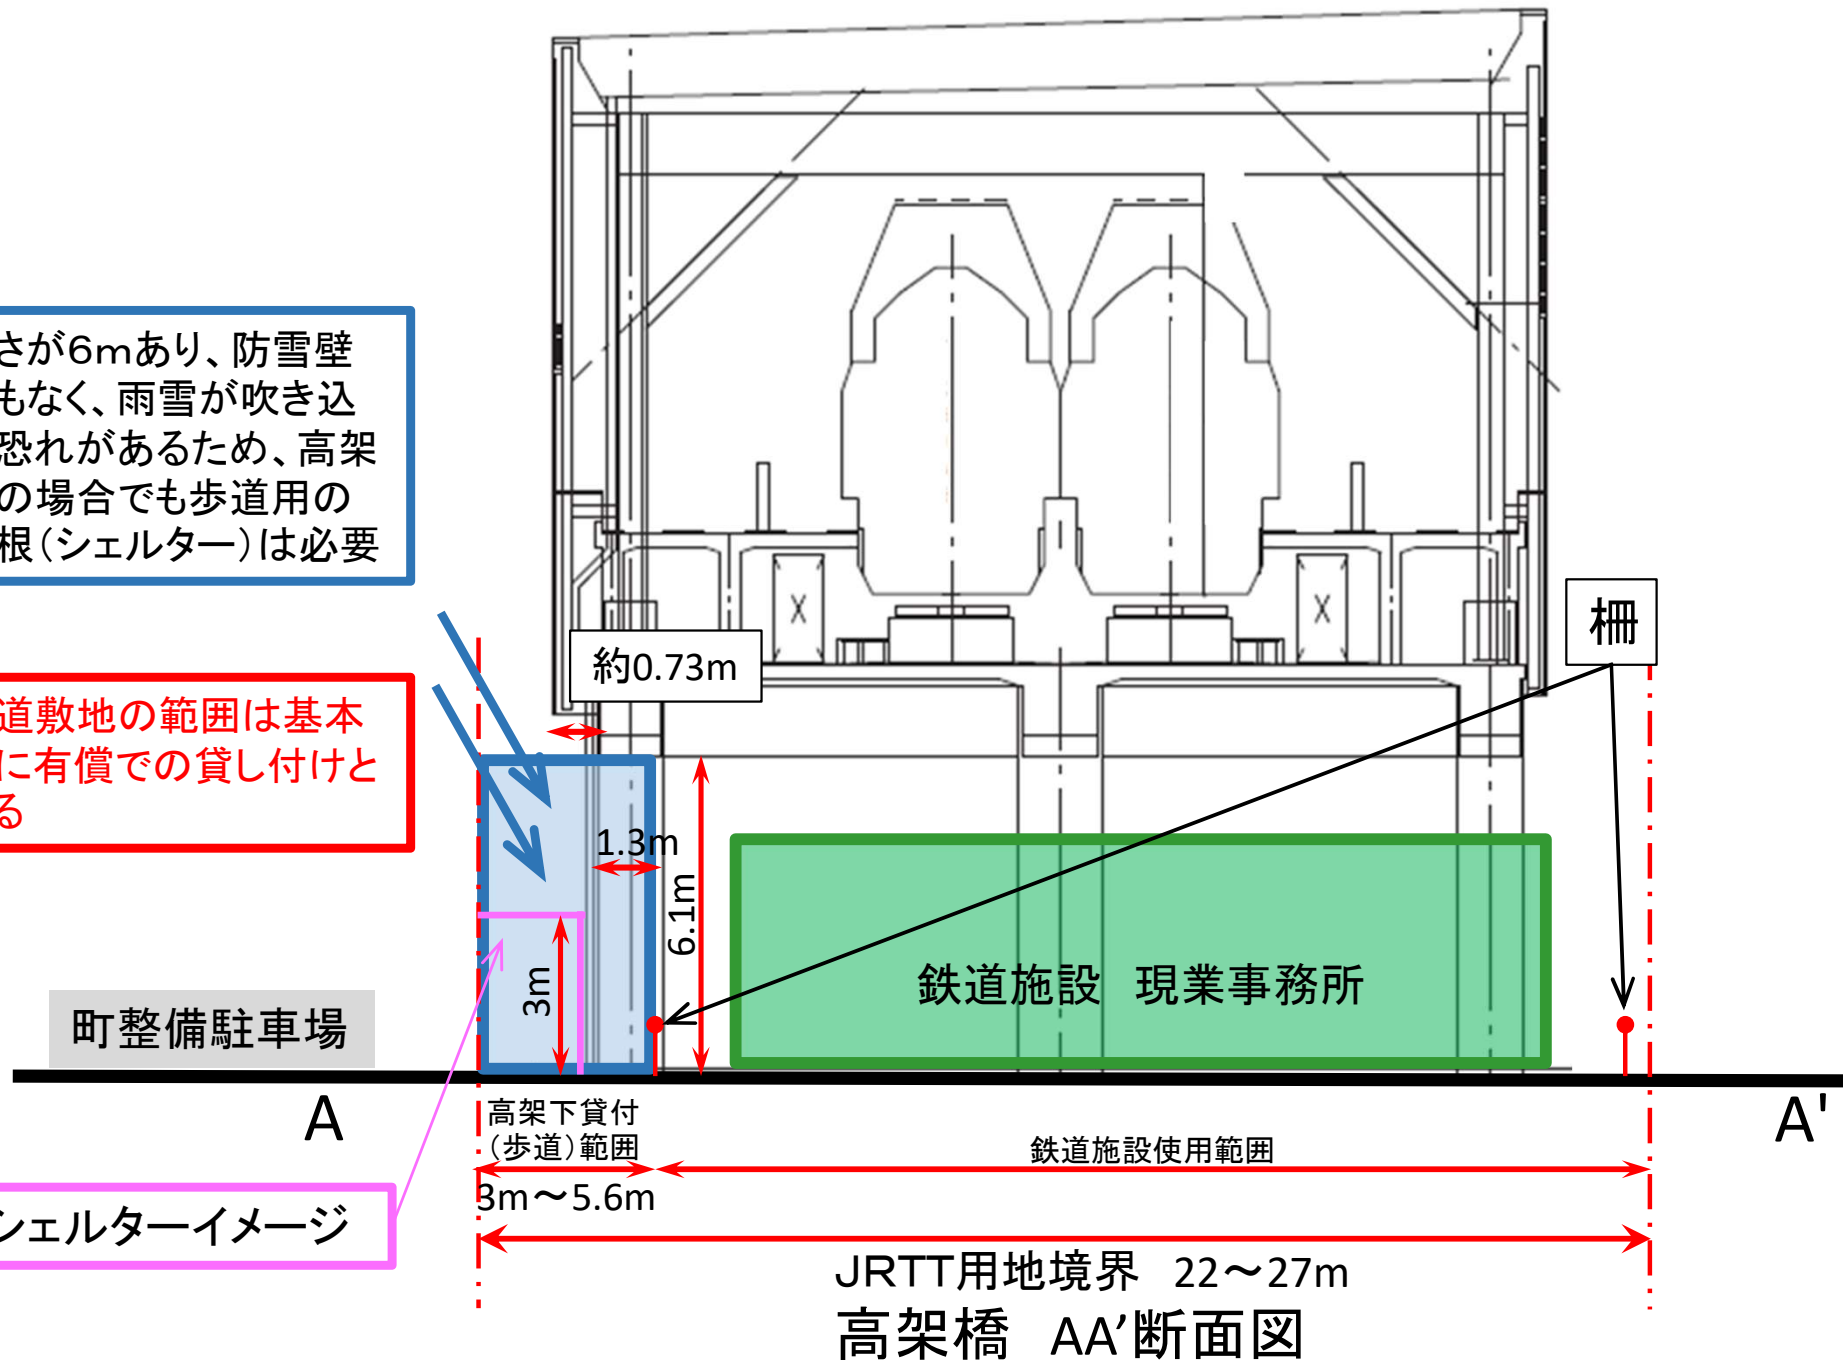 さが６ｍあり、防雪壁
もなく、雨雪が吹き込
恐れがあるため、高架
の場合でも歩道用の
根（シェルター）は必要
柵
約0.73m
道敷地の範囲は基本
に有償での貸し付けと
る
1.3m
6.1m
3m
鉄道施設　現業事務所
町整備駐車場
A
A'
高架下貸付
（歩道）範囲
鉄道施設使用範囲
3m～5.6m
シェルターイメージ
ＪＲＴＴ用地境界　22～27m
高架橋　AA’断面図